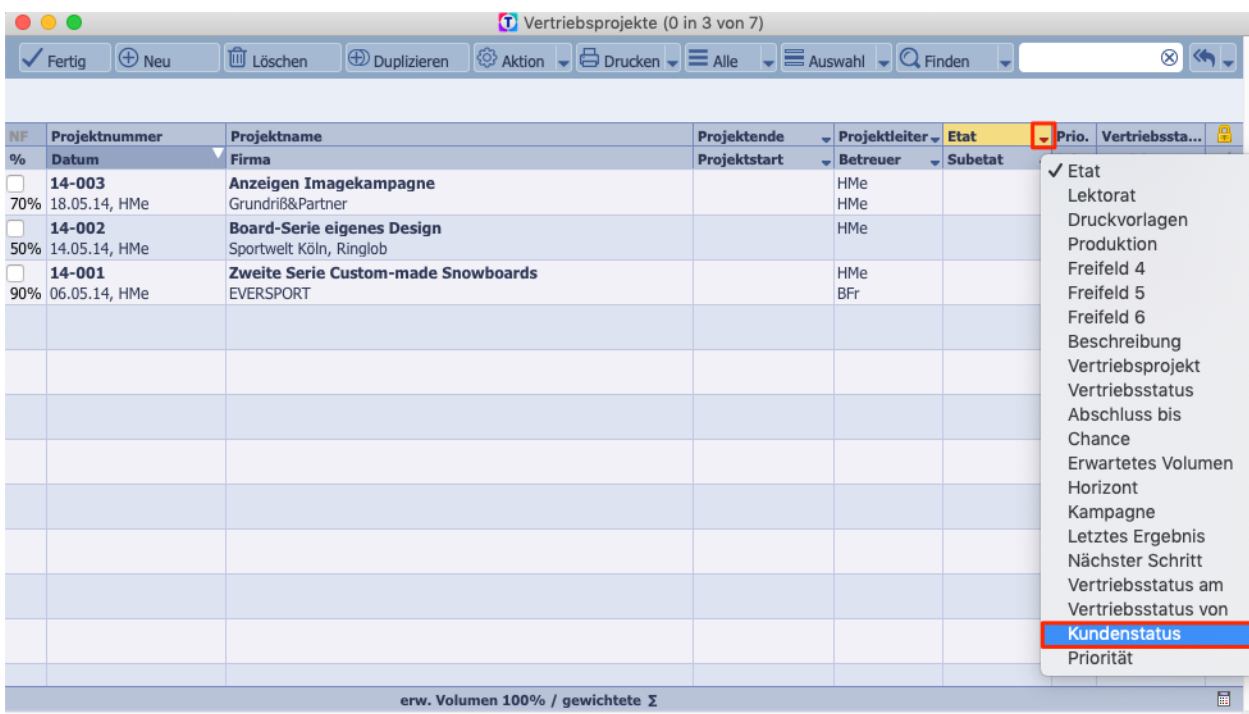 Vertriebsprojekte (0 in 3 von 7)
Fertig Neu Löschen Duplizieren Aktion Drucken Alle Auswahl Finden
NF Projektnummer Projektname Projektende Projektleiter Etat Prio. Vertriebssta...
% Datum Firma Projektstart Betreuer Subetat
14-003 Anzeigen Imagekampagne HMe
70% 18.05.14, HMe Grundriß&Partner HMe
14-002 Board-Serie eigenes Design HMe
50% 14.05.14, HMe Sportwelt Köln, Ringlob
14-001 Zweite Serie Custom-made Snowboards HMe
90% 06.05.14, HMe EVERSPORT BFr
✓ Etat
Lektorat
Druckvorlagen
Produktion
Freifeld 4
Freifeld 5
Freifeld 6
Beschreibung
Vertriebsprojekt
Vertriebsstatus
Abschluss bis
Chance
Erwartetes Volumen
Horizont
Kampagne
Letztes Ergebnis
Nächster Schritt
Vertriebsstatus am
Vertriebsstatus von
Kundenstatus
Priorität
erw. Volumen 100% / gewichtete Σ